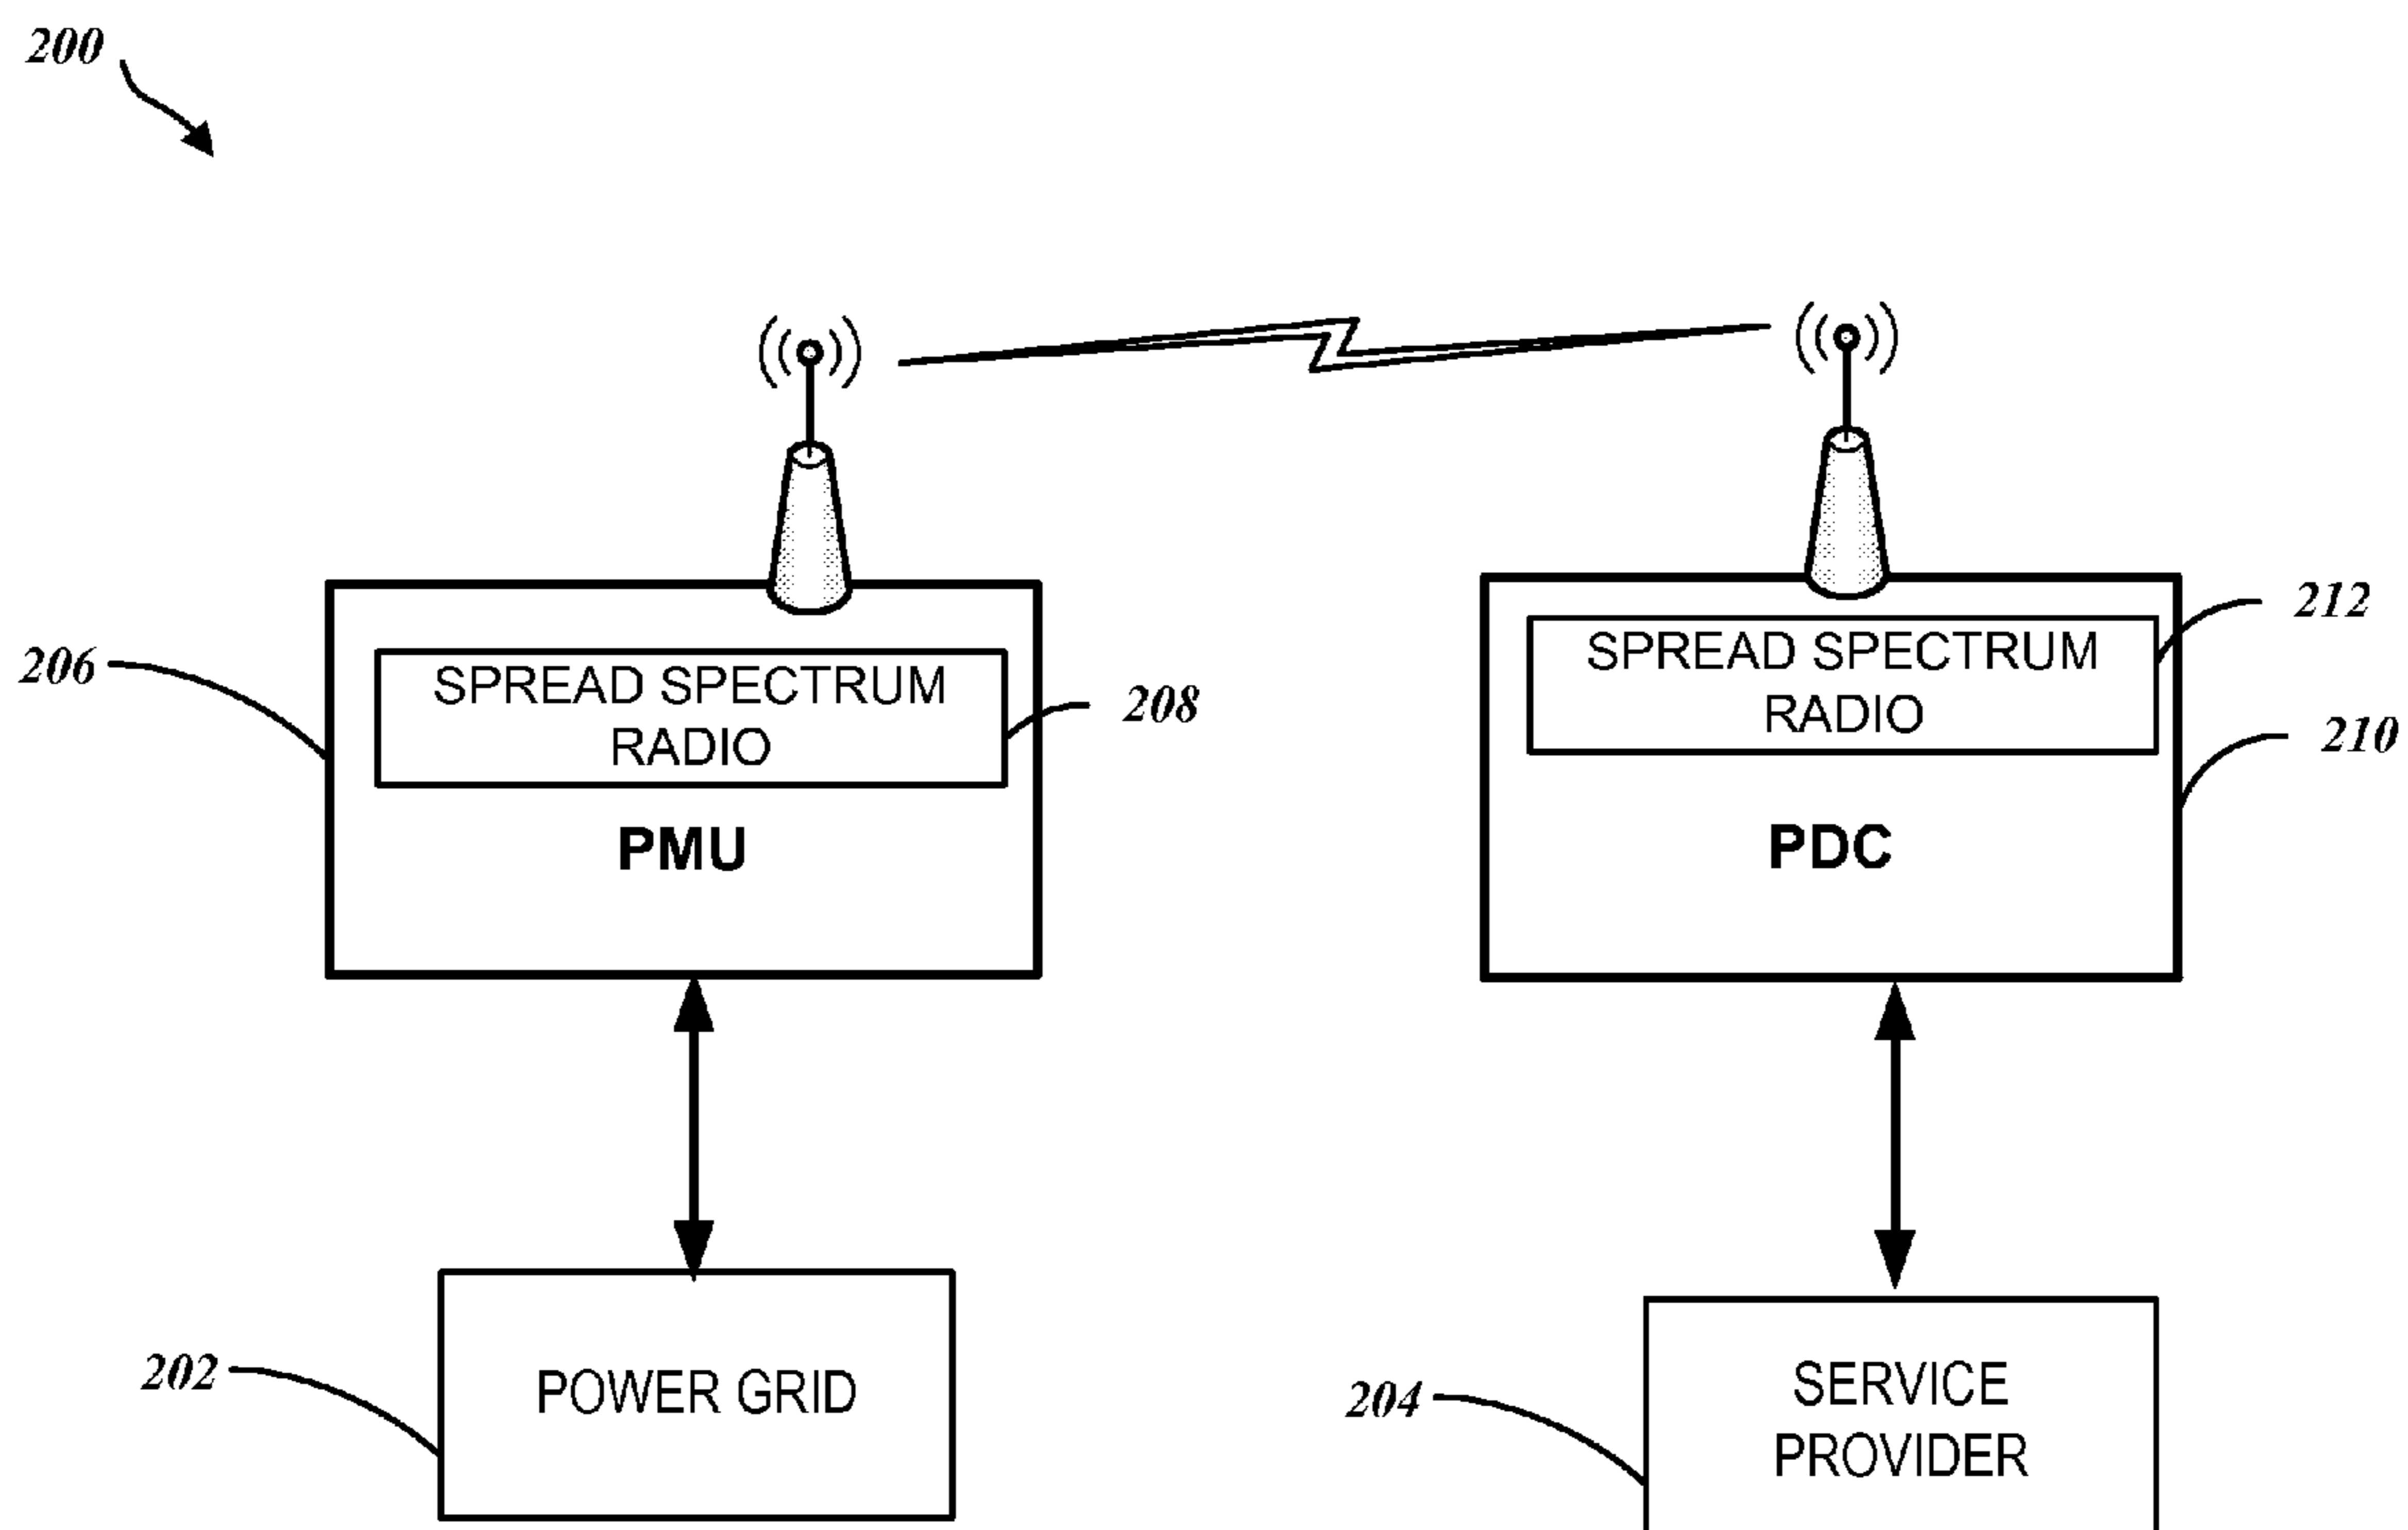 200
206
SPREAD SPECTRUM
RADIO
208
PMU
SPREAD SPECTRUM
RADIO
212
210
PDC
202
POWER GRID
204
SERVICE
PROVIDER